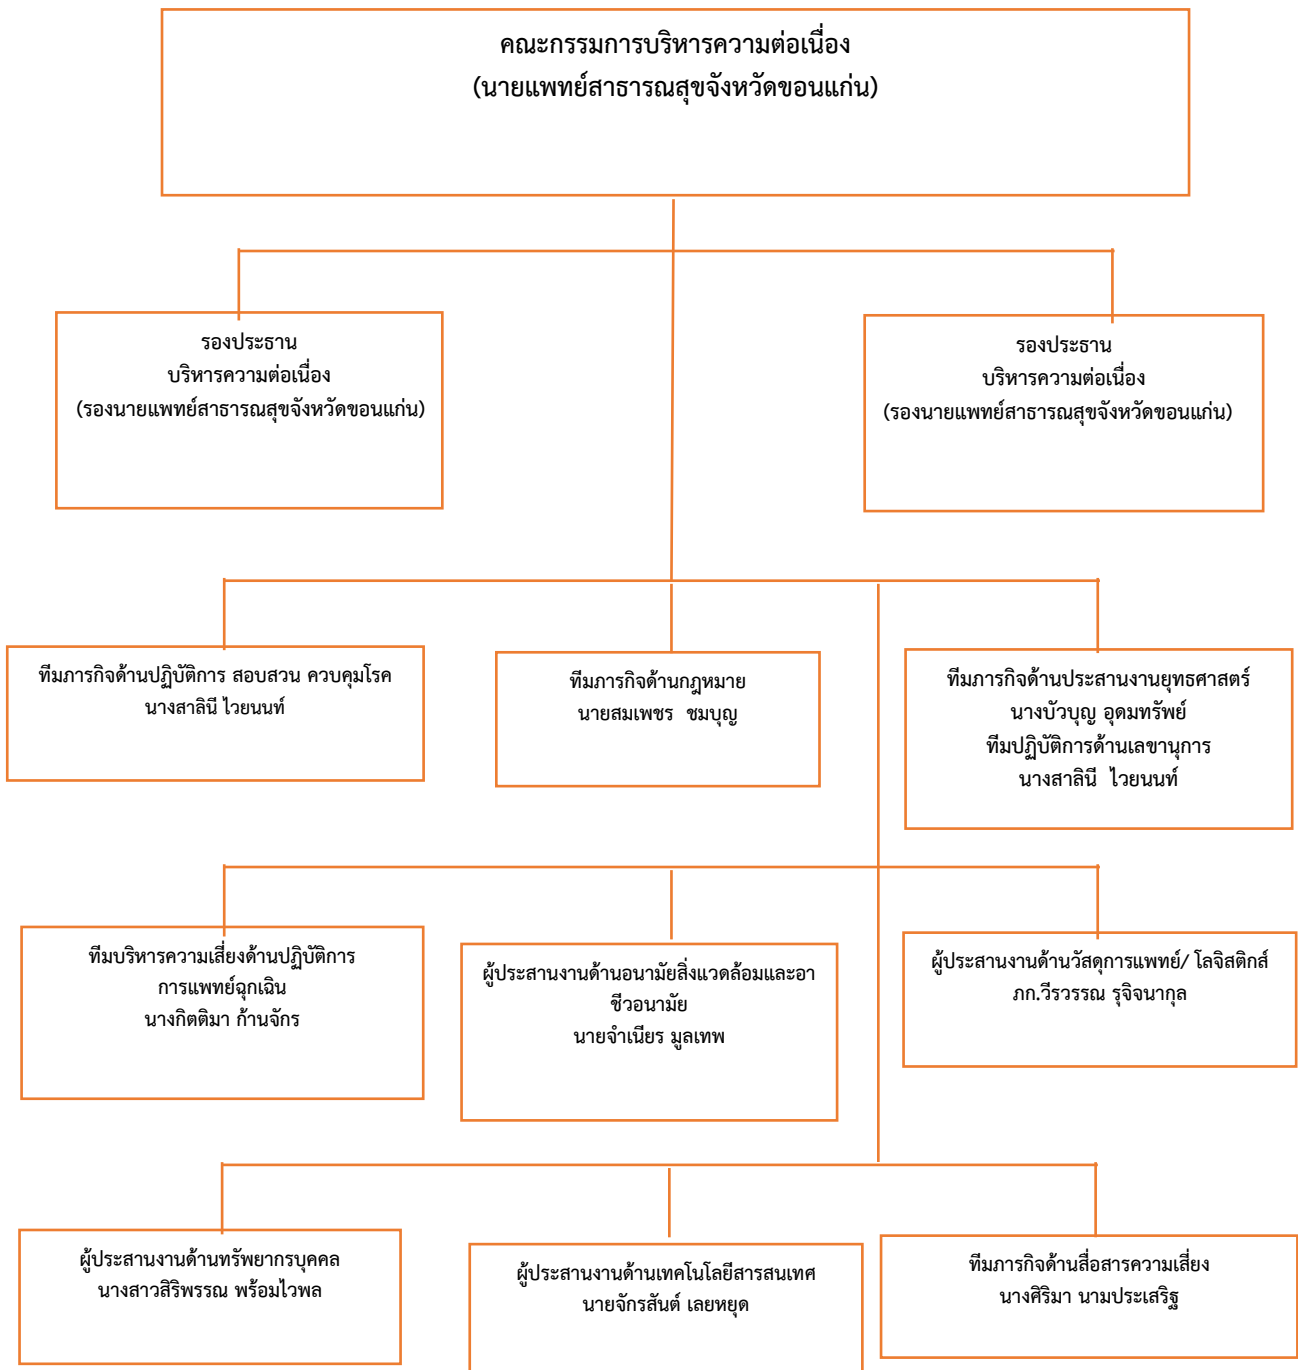 คณะกรรมการบริหารความต่อเนื่อง
(นายแพทย์สาธารณสุขจังหวัดขอนแก่น)
รองประธาน
บริหารความต่อเนื่อง
(รองนายแพทย์สาธารณสุขจังหวัดขอนแก่น)
รองประธาน
บริหารความต่อเนื่อง
(รองนายแพทย์สาธารณสุขจังหวัดขอนแก่น)
ทีมภารกิจด้านปฏิบัติการ สอบสวน ควบคุมโรค
นางสาลินี ไวยนนท์
ทีมภารกิจด้านกฎหมาย
นายสมเพชร  ชมบุญ
ทีมภารกิจด้านประสานงานยุทธศาสตร์
นางบัวบุญ อุดมทรัพย์
ทีมปฏิบัติการด้านเลขานุการ
นางสาลินี  ไวยนนท์
ทีมบริหารความเสี่ยงด้านปฏิบัติการ
การแพทย์ฉุกเฉิน
นางกิตติมา ก้านจักร
ผู้ประสานงานด้านอนามัยสิ่งแวดล้อมและอา
ชีวอนามัย
นายจำเนียร มูลเทพ
ผู้ประสานงานด้านวัสดุการแพทย์/ โลจิสติกส์
ภก.วีรวรรณ รุจิจนากุล
ผู้ประสานงานด้านทรัพยากรบุคคล
นางสาวสิริพรรณ พร้อมไวพล
ผู้ประสานงานด้านเทคโนโลยีสารสนเทศ
นายจักรสันต์ เลยหยุด
ทีมภารกิจด้านสื่อสารความเสี่ยง
นางศิริมา นามประเสริฐ